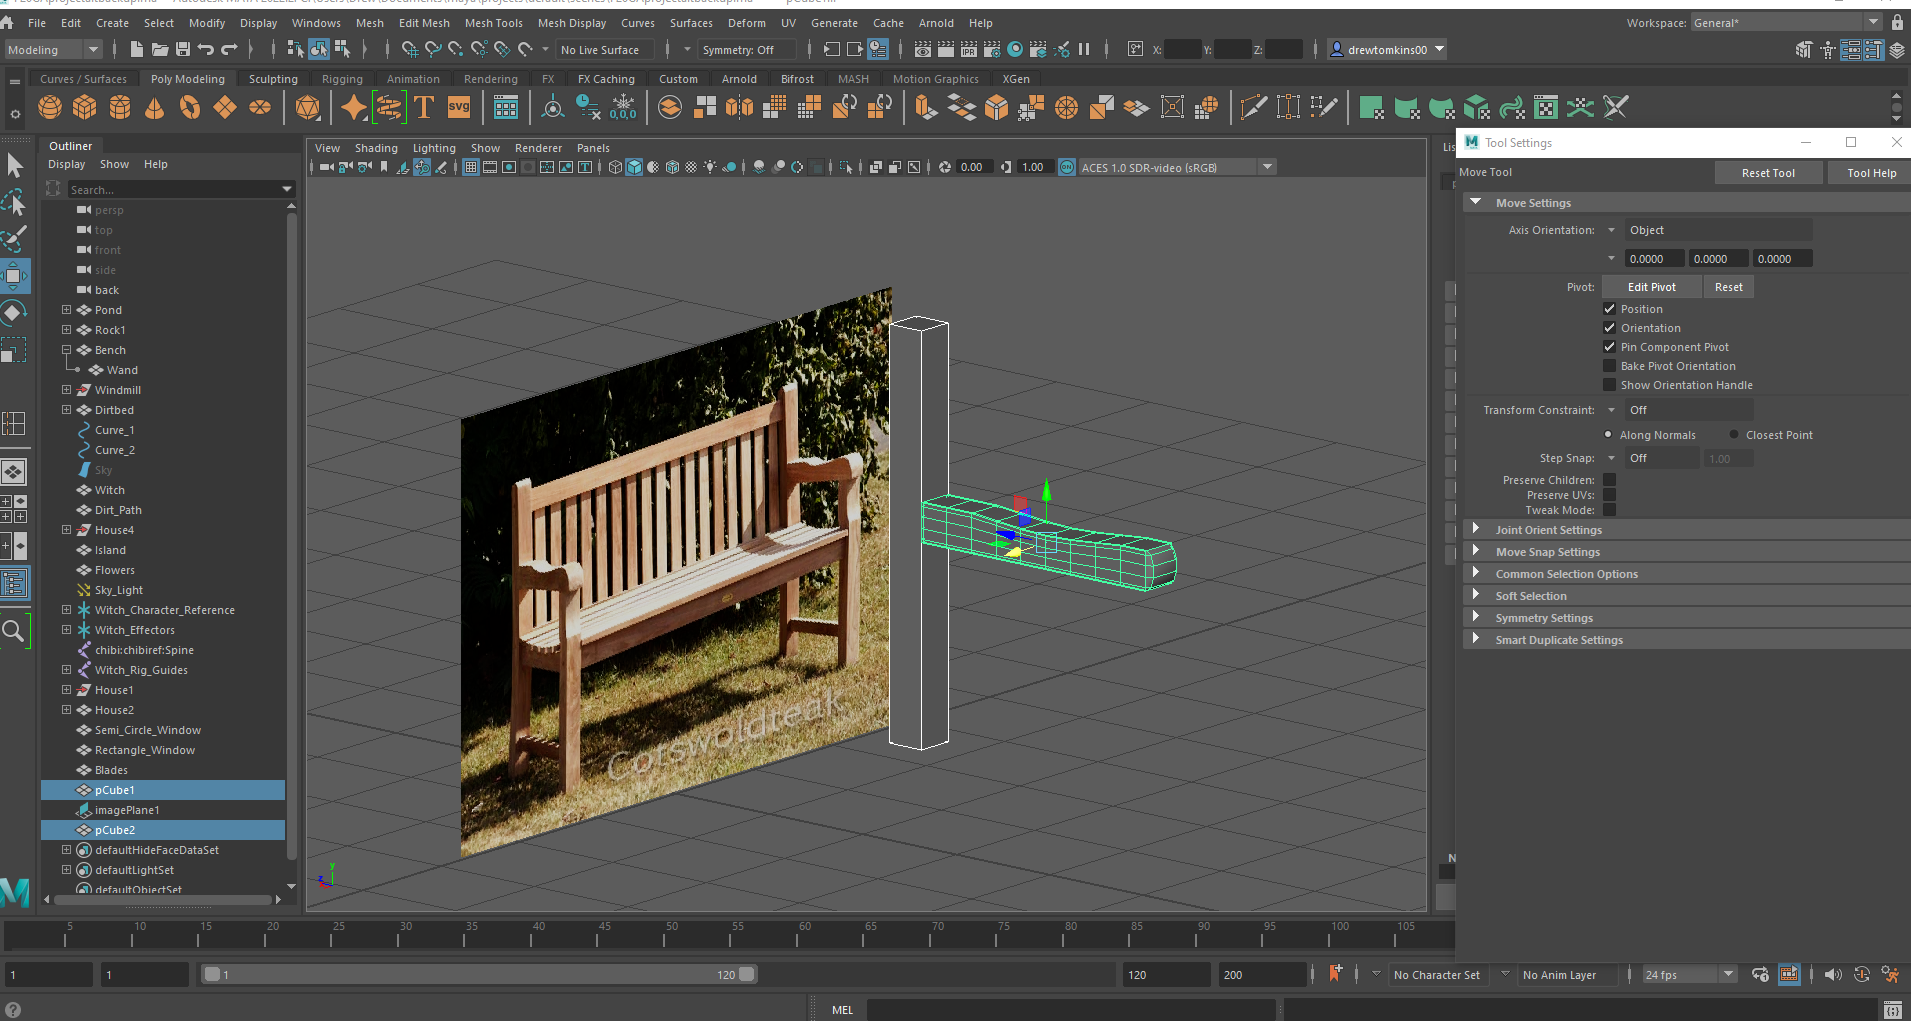 File Edit Create Select Modify Display Windows Mesh Edit Mesh Mesh Tools Mesh Display Curves Surfaces Deform UV Generate Cache Arnold Help
Workspace: General*
Modeling No Live Surface Symmetry: Off X: Y: Z: drewtomkins00
Curves / Surfaces Poly Modeling Sculpting Rigging Animation Rendering FX FX Caching Custom Arnold Bifrost MASH Motion Graphics XGen
T svg 0,0,0
IPR
Outliner
Display Show Help
Search...
persp
top
front
side
back
Pond
Rock1
Bench
Wand
Windmill
Dirtbed
Curve_1
Curve_2
Sky
Witch
Dirt_Path
House4
Island
Flowers
Sky_Light
Witch_Character_Reference
Witch_Effectors
chibi:chibiref:Spine
Witch_Rig_Guides
House1
House2
Semi_Circle_Window
Rectangle_Window
Blades
pCube1
imagePlane1
pCube2
defaultHideFaceDataSet
defaultLightSet
defaultObjectSet
View Shading Lighting Show Renderer Panels
0.00 1.00 ON ACES 1.0 SDR-video (sRGB)
Cotswoldteak
y
z
Lis
M Tool Settings
Move Tool Reset Tool Tool Help
Move Settings
Axis Orientation: Object
0.0000 0.0000 0.0000
Pivot: Edit Pivot Reset
Position
Orientation
Pin Component Pivot
Bake Pivot Orientation
Show Orientation Handle
Transform Constraint: Off
Along Normals Closest Point
Step Snap: Off 1.00
Preserve Children:
Preserve UVs:
Tweak Mode:
Joint Orient Settings
Move Snap Settings
Common Selection Options
Soft Selection
Symmetry Settings
Smart Duplicate Settings
N
M
5 10 15 20 25 30 35 40 45 50 55 60 65 70 75 80 85 90 95 100 105
1 1 1 120 120 200 No Character Set No Anim Layer 24 fps
MEL